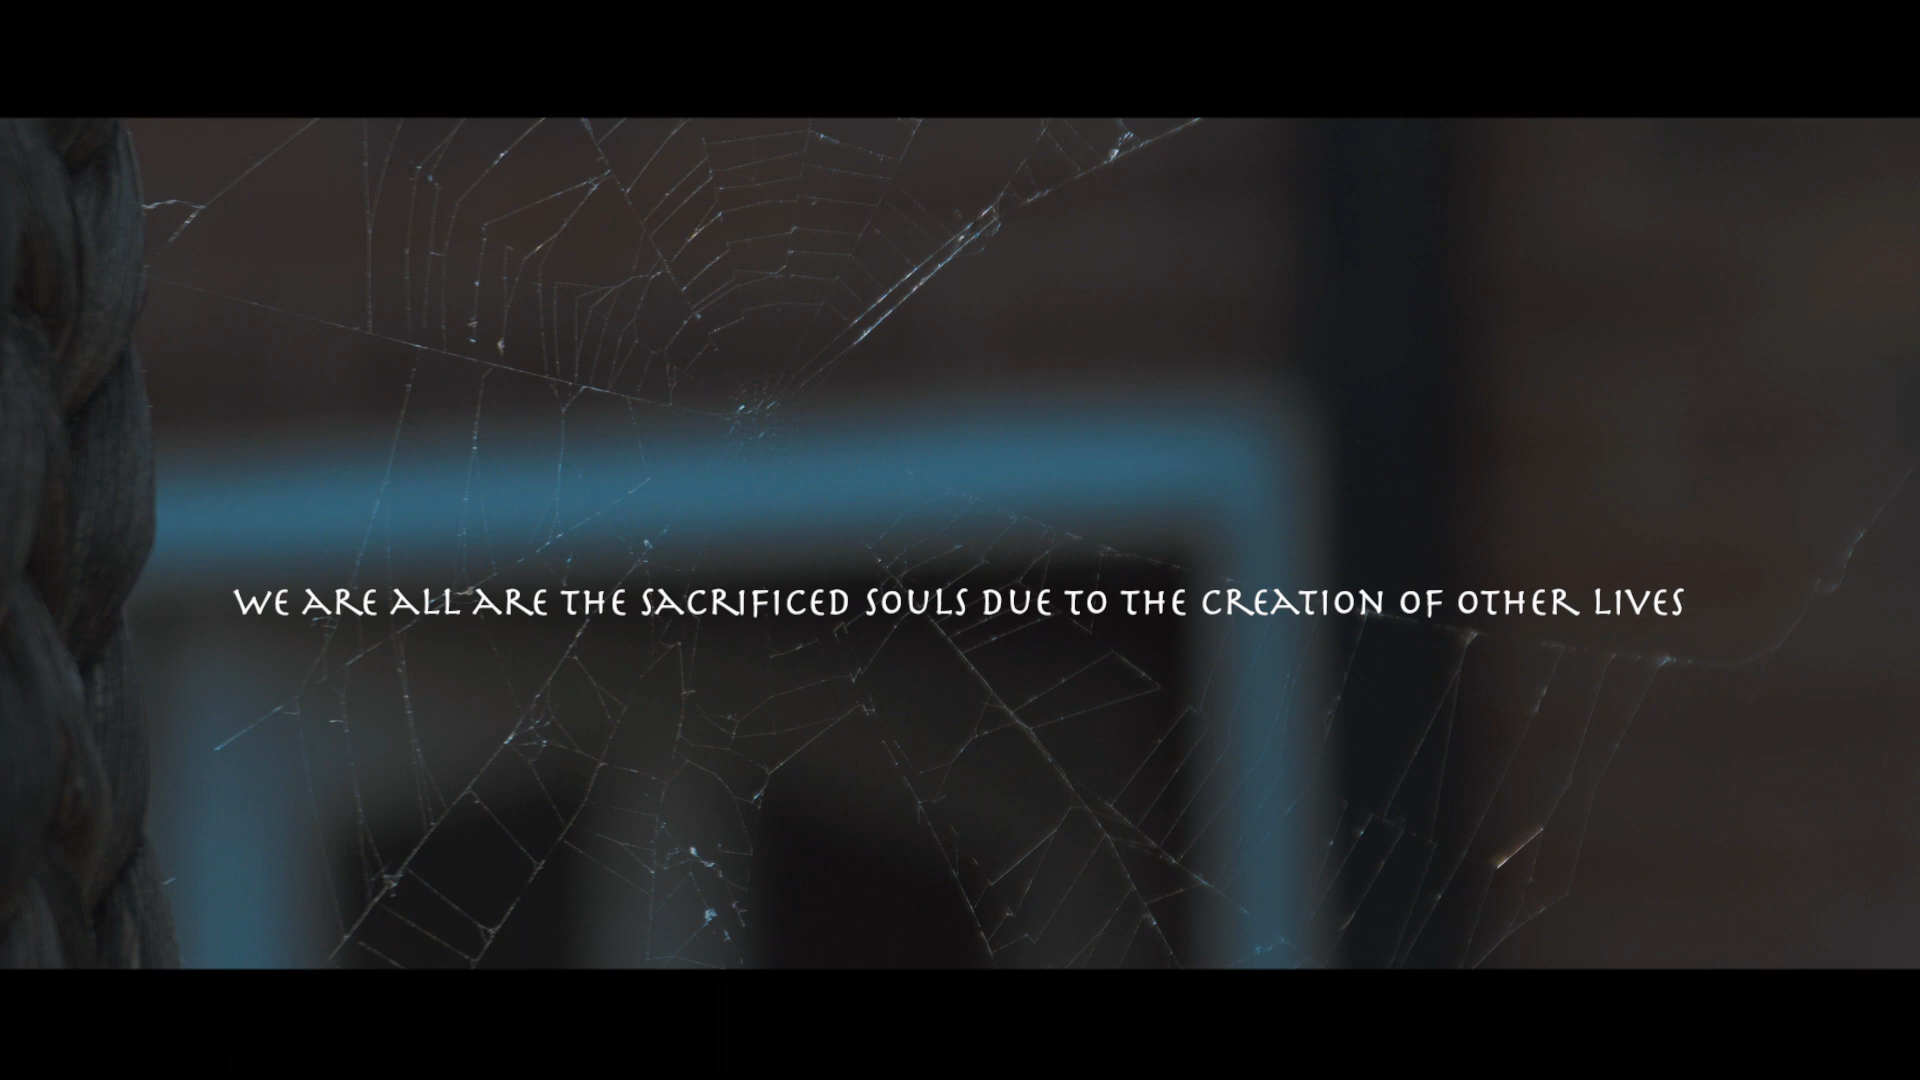 WE ARE ALL ARE THE SACRIFICED SOULS DUE TO THE CREATION OF OTHER LIVES